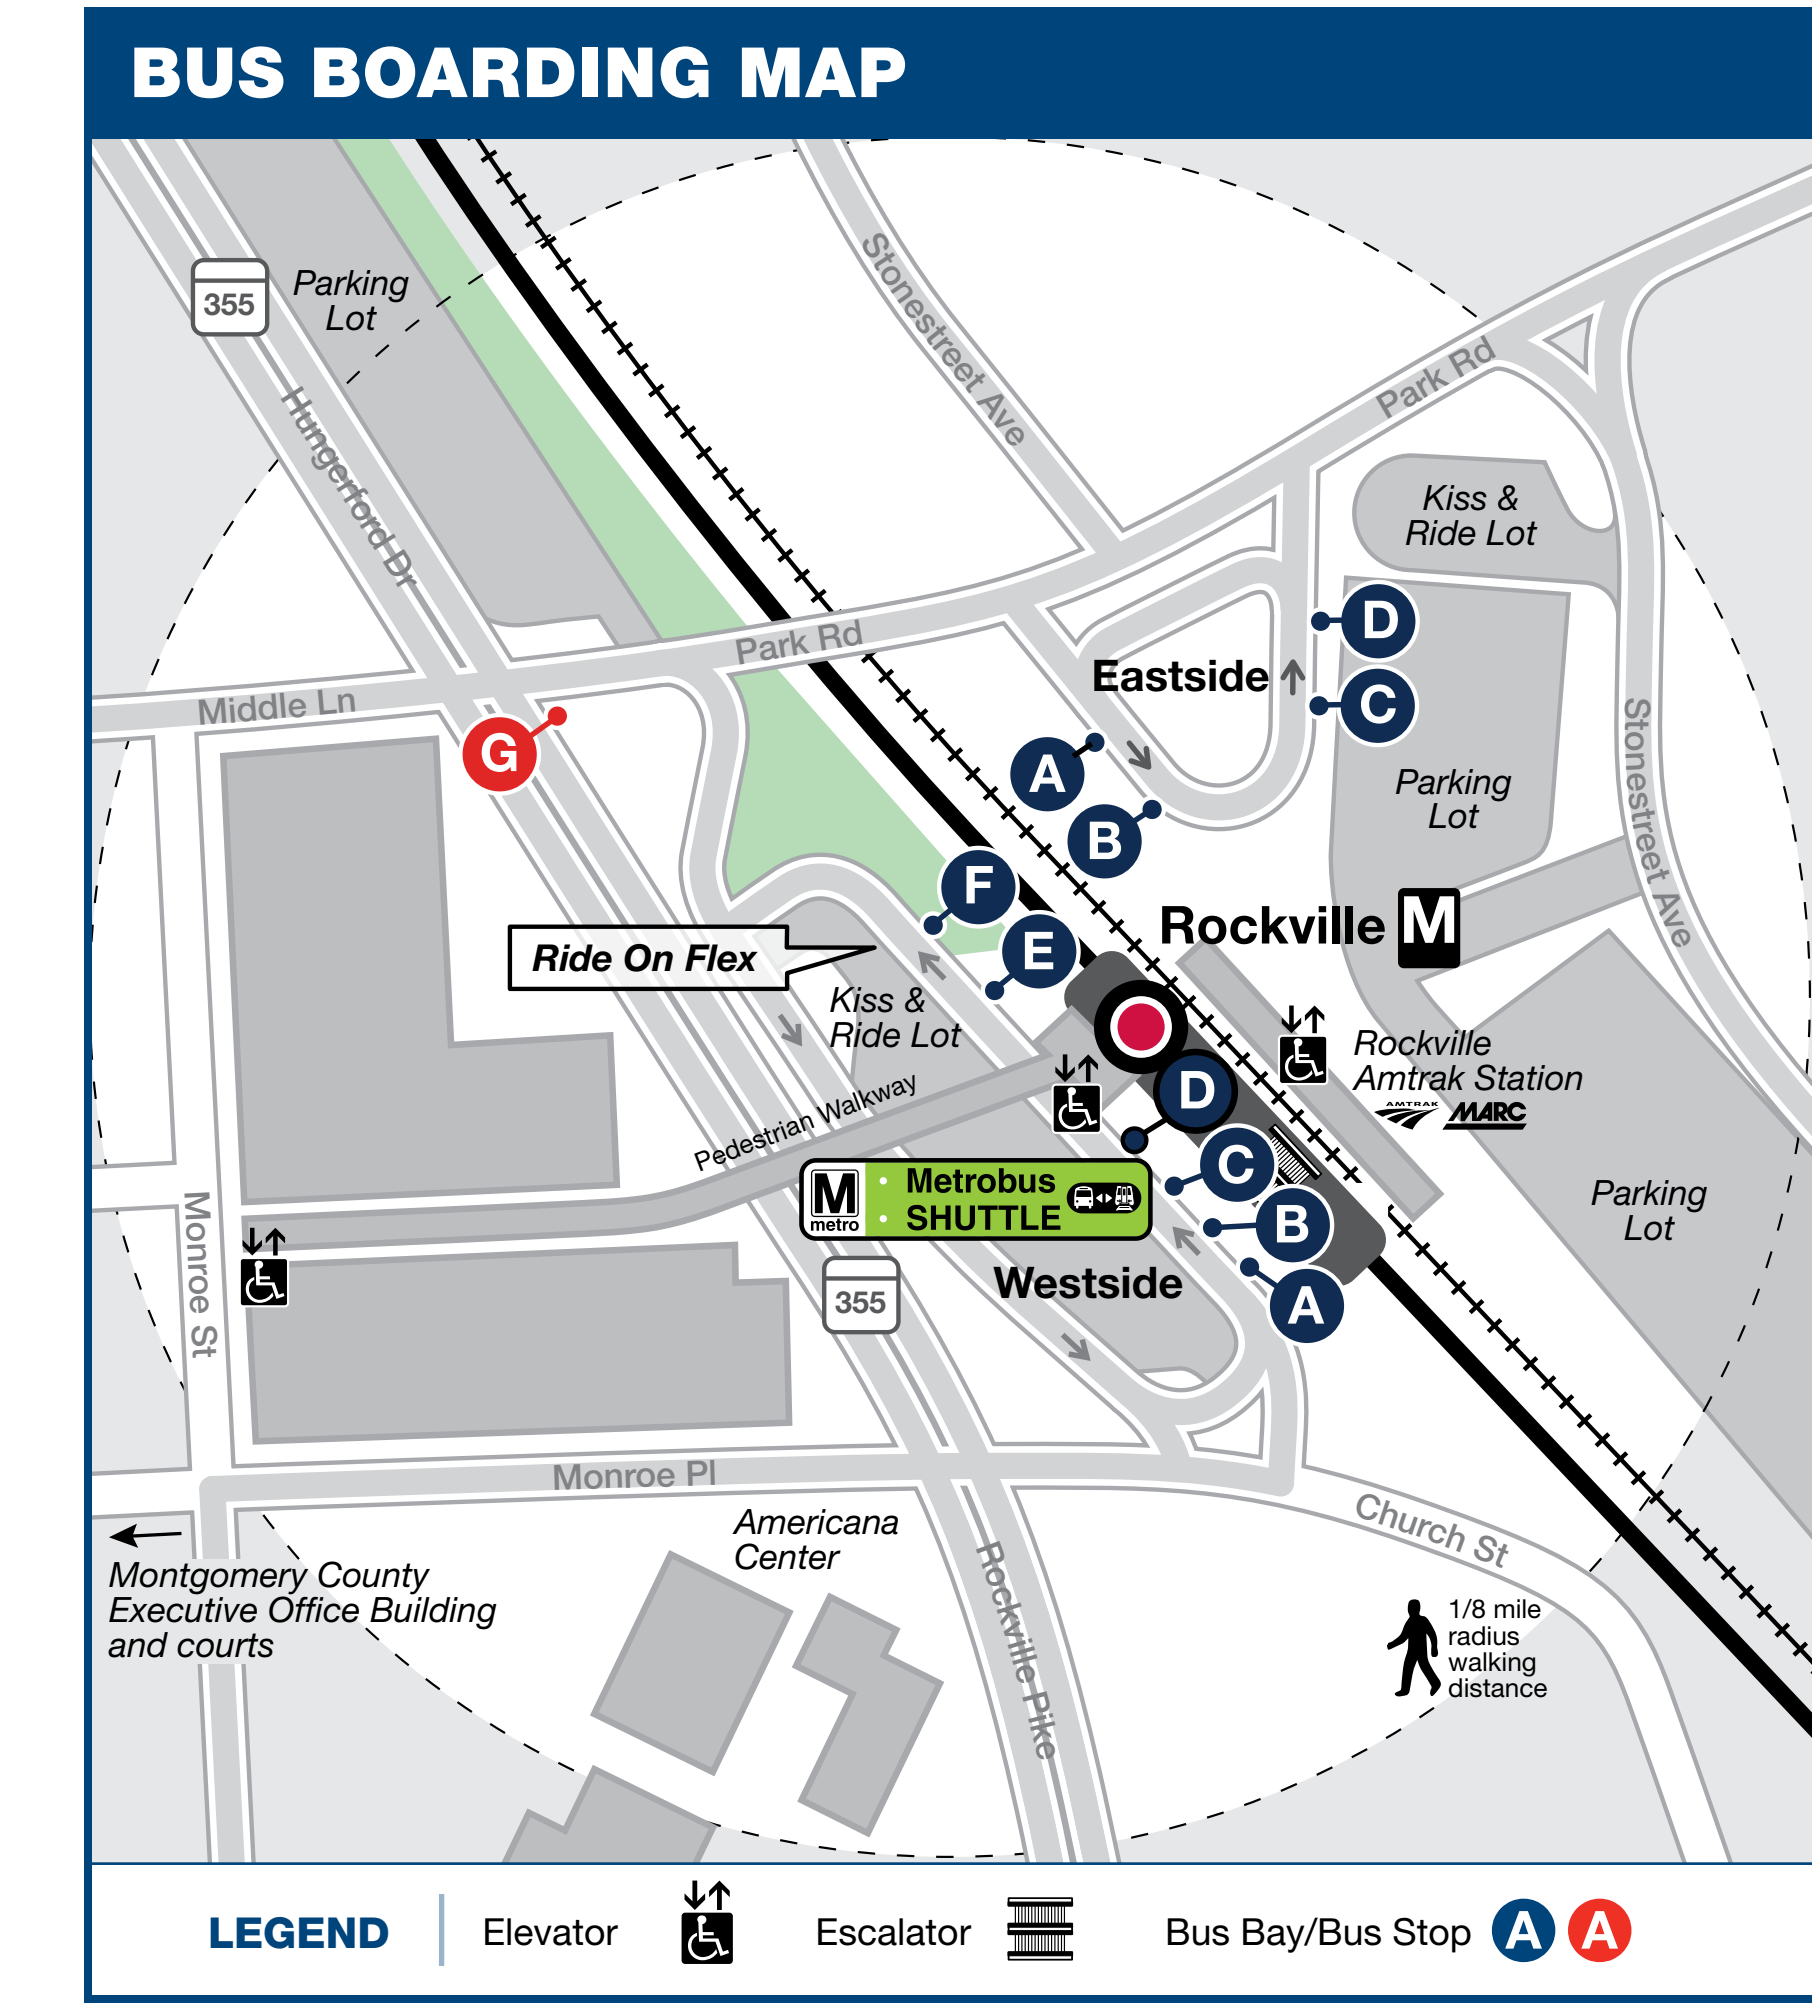 BUS BOARDING MAP
355
Parking
Lot
Hungerford Dr
Stonestreet Ave
Park Rd
Kiss &
Ride Lot
D
C
Eastside
Park Rd
Middle Ln
G
A
B
Parking
Lot
Stonestreet Ave
F
E
Rockville M
Ride On Flex
Kiss &
Ride Lot
Rockville
Amtrak Station
AMTRAK MARC
Pedestrian Walkway
D
C
B
A
M
metro
Metrobus
SHUTTLE
Westside
355
Parking
Lot
Monroe St
Monroe Pl
Church St
Americana
Center
Rockville Pike
Montgomery County
Executive Office Building
and courts
1/8 mile
radius
walking
distance
LEGEND
Elevator
Escalator
Bus Bay/Bus Stop A A